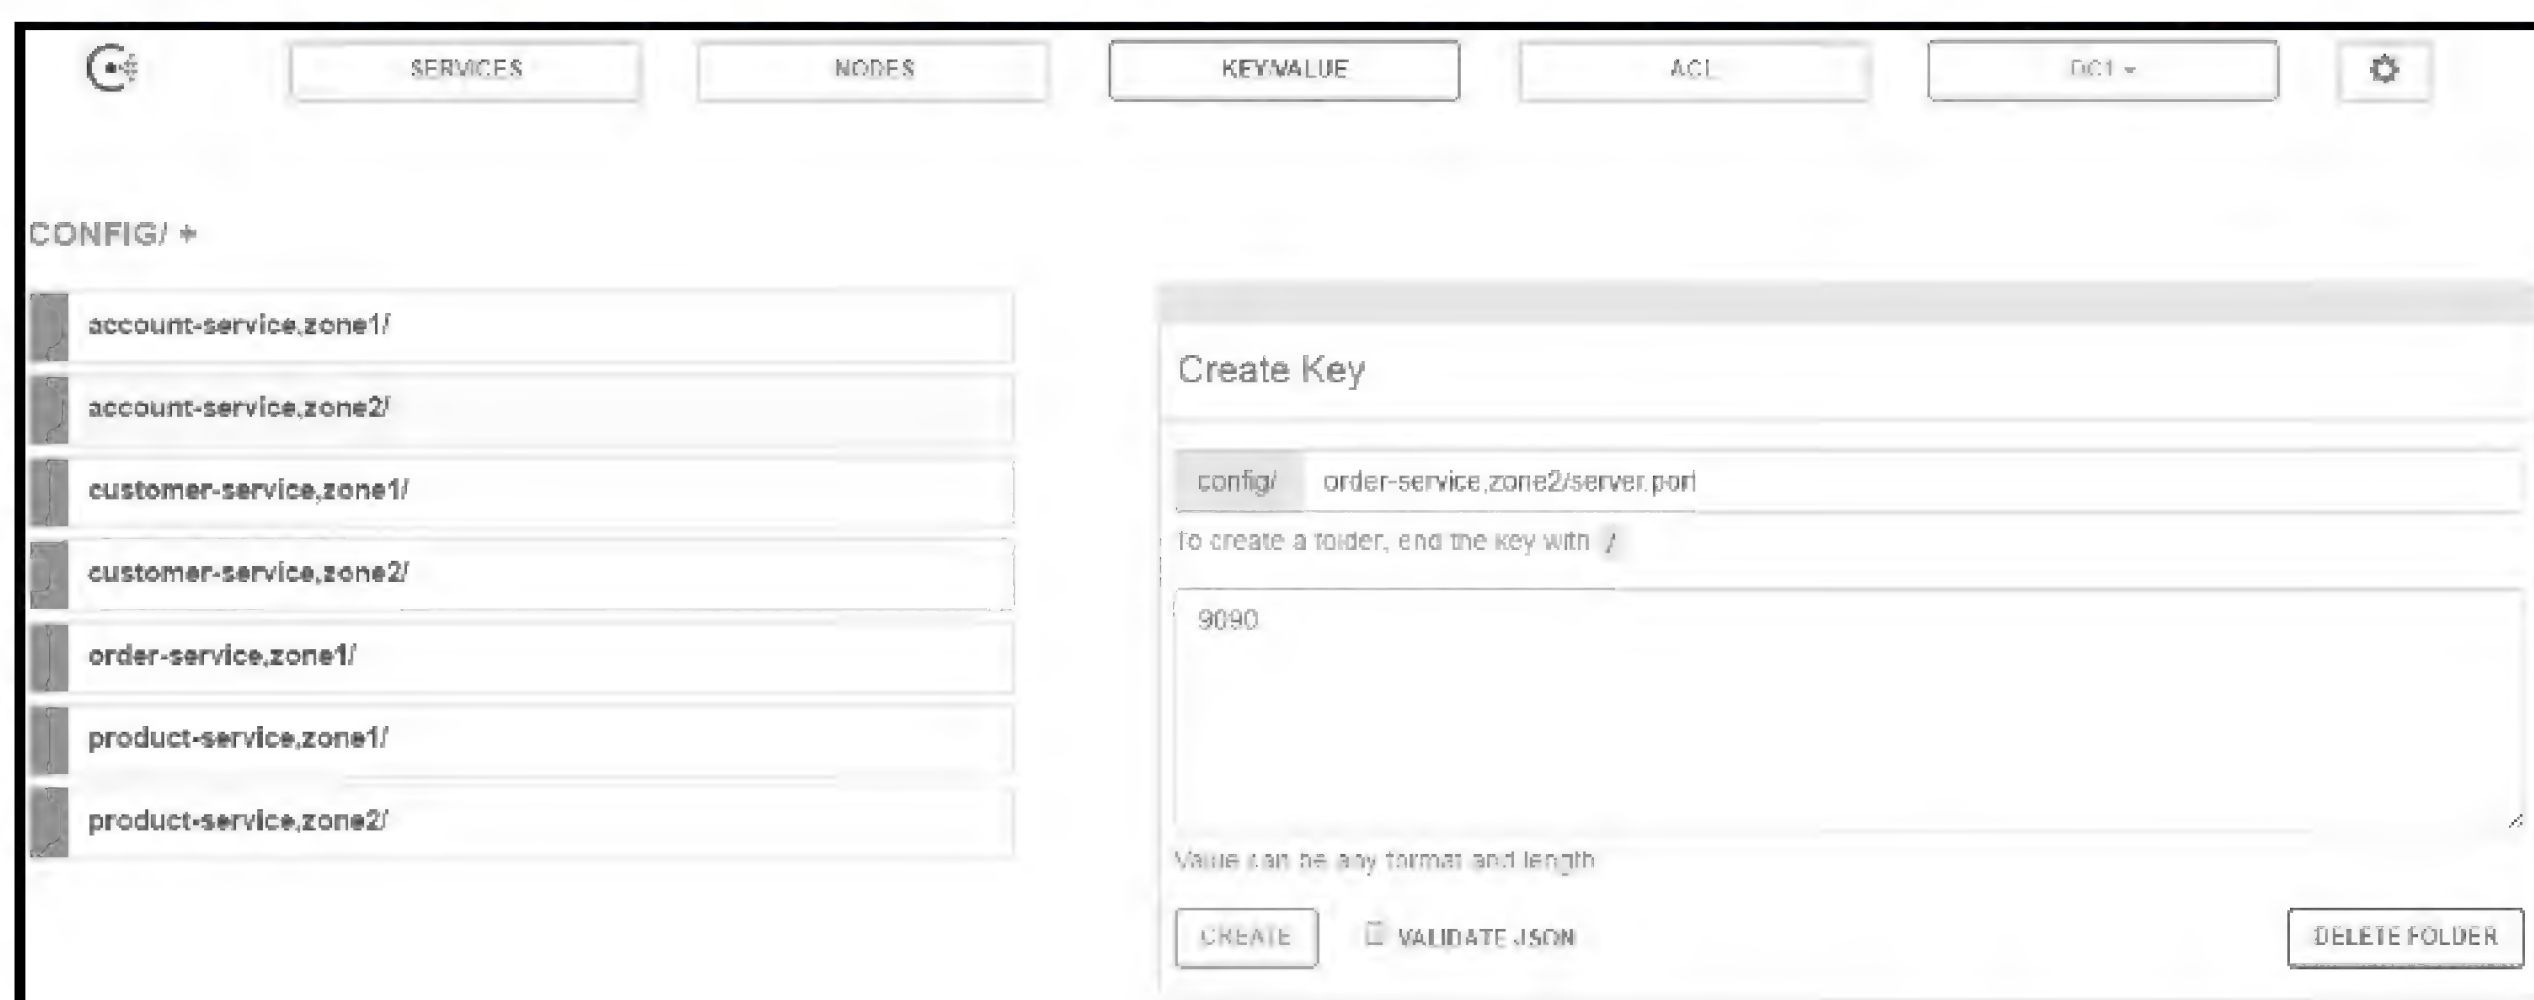 SERVICES NODES KEY/VALUE ACL DC1
CONFIG/ +
account-service,zone1/
account-service,zone2/
customer-service,zone1/
customer-service,zone2/
order-service,zone1/
product-service,zone1/
product-service,zone2/
Create Key
config/ order-service,zone2/server.port
To create a folder, end the key with /
9090
Value can be any format and length
CREATE VALIDATE JSON DELETE FOLDER